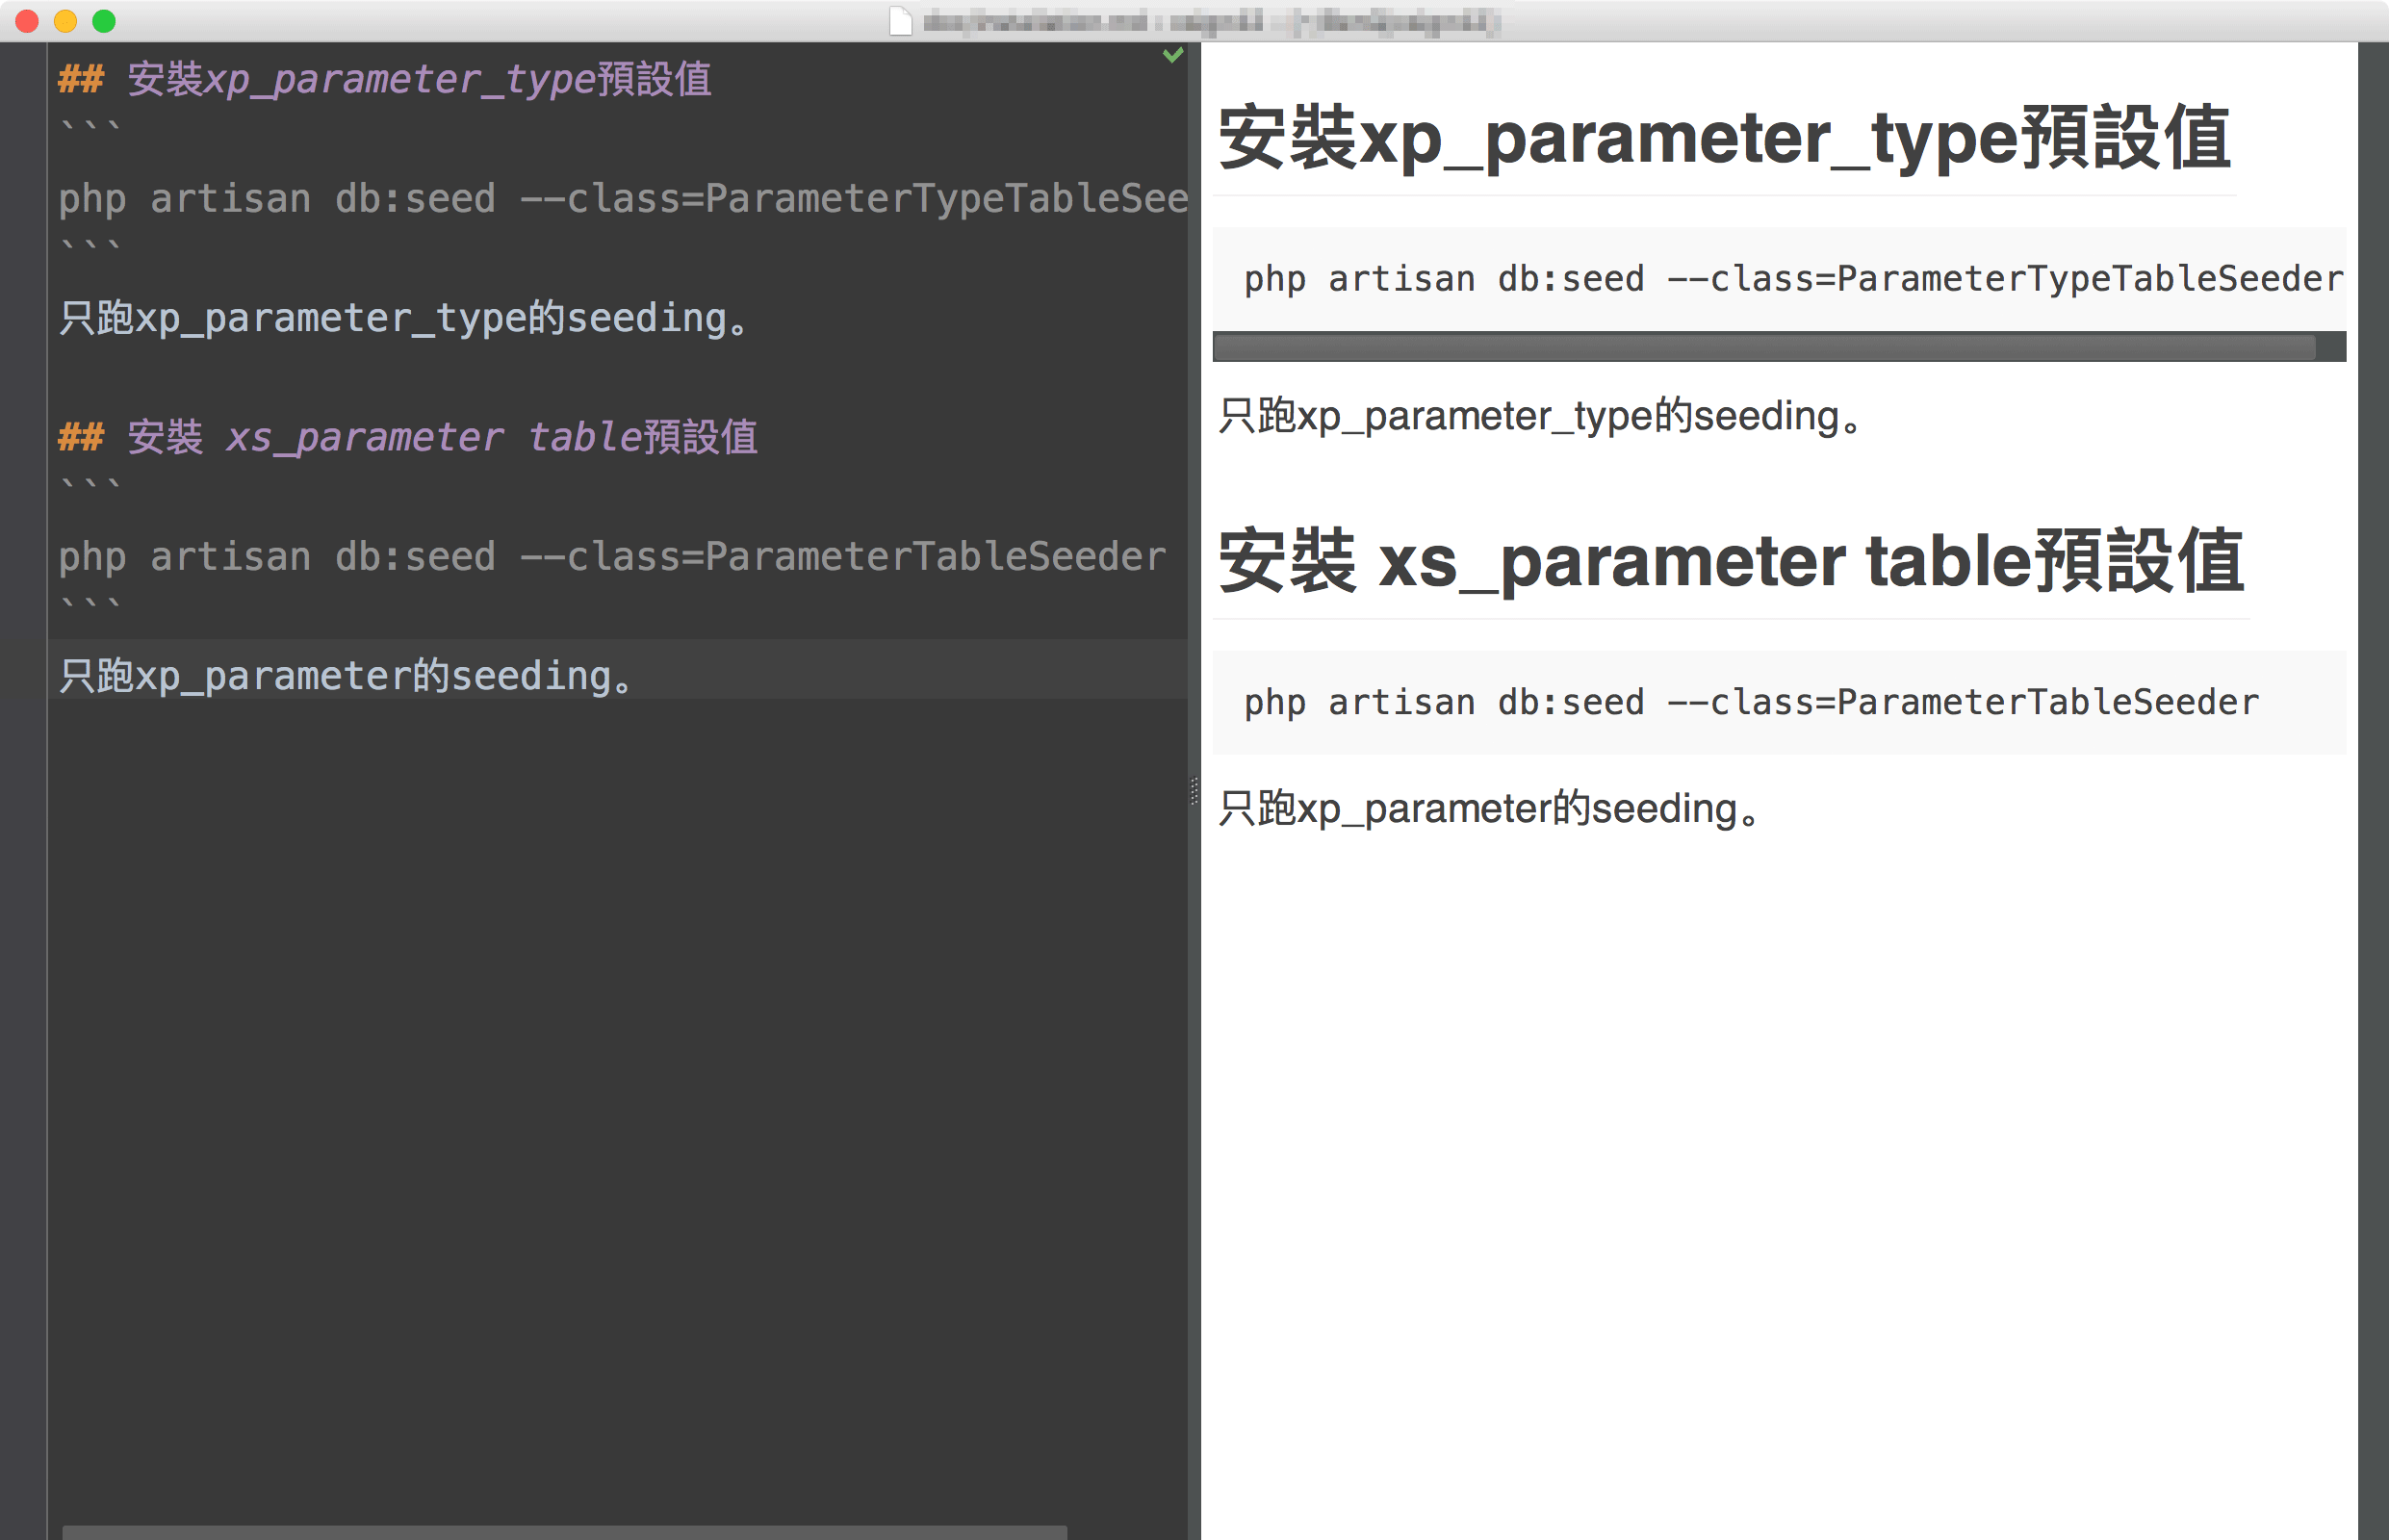 ## 安裝xp_parameter_type預設值
```
php artisan db:seed --class=ParameterTypeTableSee
```
只跑xp_parameter_type的seeding。
## 安裝 xs_parameter table預設值
```
php artisan db:seed --class=ParameterTableSeeder
```
只跑xp_parameter的seeding。
安裝xp_parameter_type預設值
php artisan db:seed --class=ParameterTypeTableSeeder
只跑xp_parameter_type的seeding。
安裝 xs_parameter table預設值
php artisan db:seed --class=ParameterTableSeeder
只跑xp_parameter的seeding。